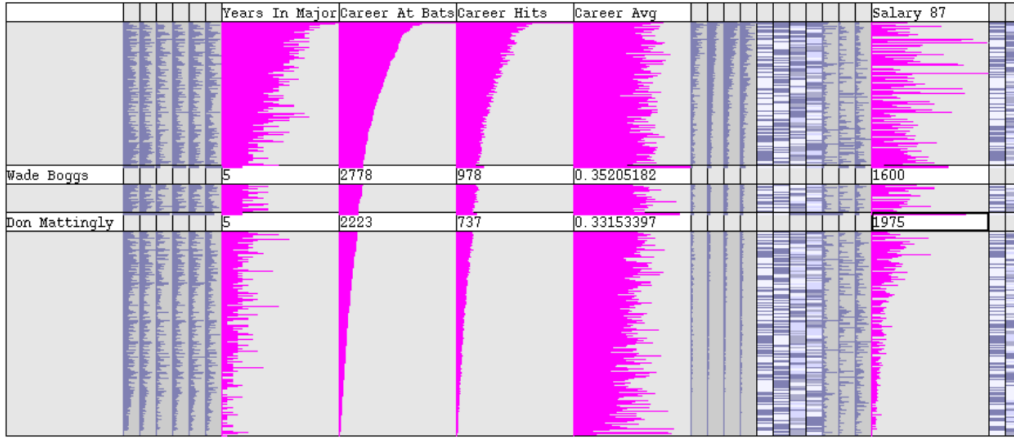 Years In Major Career At Bats Career Hits Career Avg Salary 87
Wade Boggs 5 2778 978 0.35205182 1600
Don Mattingly 5 2223 737 0.33153397 1975